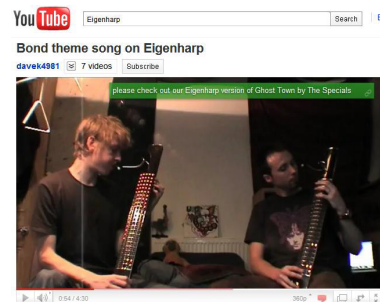 You Tube
Eigenharp
Search
Bond theme song on Eigenharp
davek4981 7 videos Subscribe
please check out our Eigenharp version of Ghost Town by The Specials
0:54 / 4:30
360p